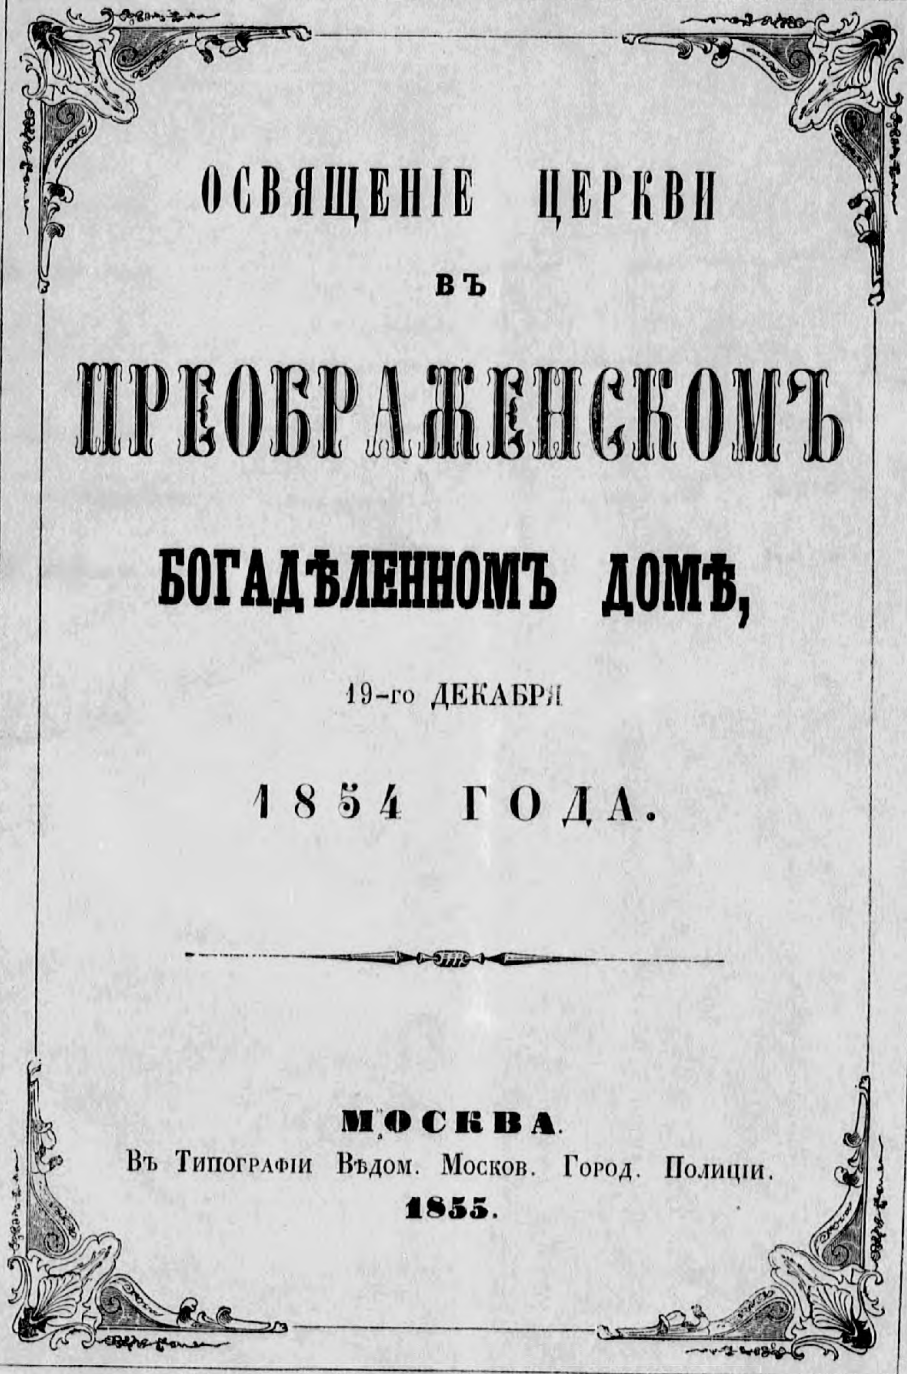 ОСВЯЩЕНІЕ ЦЕРКВИ
ВЪ
ПРЕОБРАЖЕНСКОМЪ
БОГАДѢЛЕННОМЪ ДОМѢ,
19-го ДЕКАБРЯ
1854 ГОДА.
МОСКВА.
Въ Типографіи Вѣдом. Москов. Город. Полиціи.
1855.